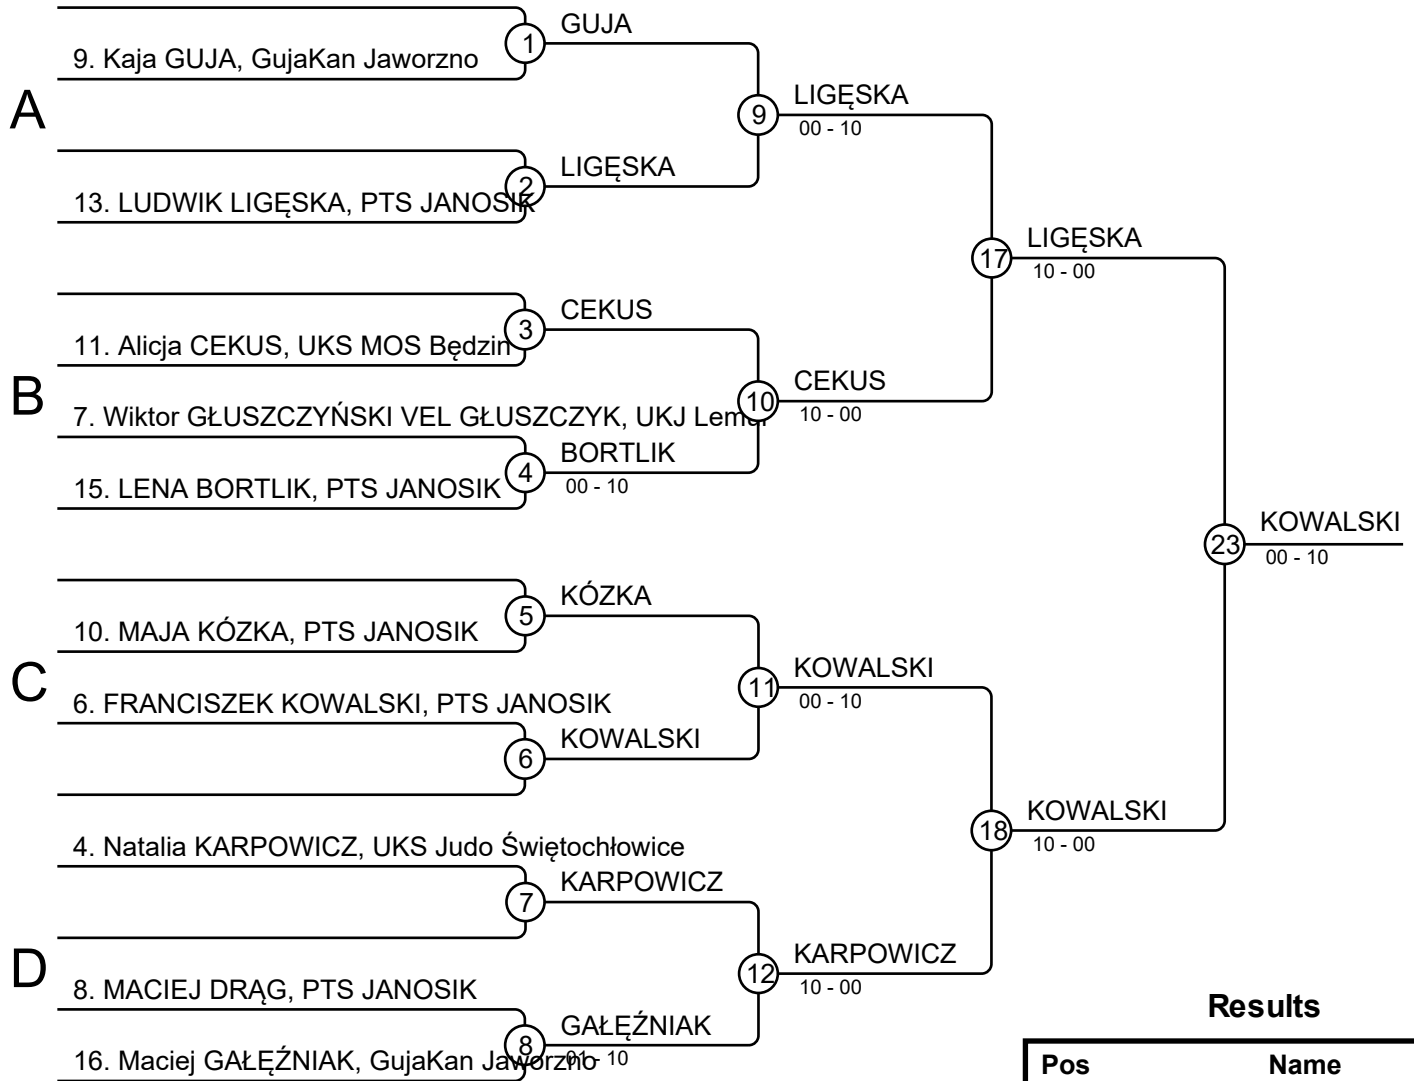 GUJA
1
9. Kaja GUJA, GujaKan Jaworzno
A
LIGĘSKA
9
00 - 10
LIGĘSKA
2
13. LUDWIK LIGĘSKA, PTS JANOSIK
LIGĘSKA
17
10 - 00
CEKUS
3
11. Alicja CEKUS, UKS MOS Będzin
B
CEKUS
10
10 - 00
7. Wiktor GŁUSZCZYŃSKI VEL GŁUSZCZYK, UKJ Lemur
BORTLIK
4
00 - 10
15. LENA BORTLIK, PTS JANOSIK
KOWALSKI
23
00 - 10
KÓZKA
5
10. MAJA KÓZKA, PTS JANOSIK
C
KOWALSKI
11
00 - 10
6. FRANCISZEK KOWALSKI, PTS JANOSIK
KOWALSKI
6
KOWALSKI
18
10 - 00
4. Natalia KARPOWICZ, UKS Judo Świętochłowice
KARPOWICZ
7
D
KARPOWICZ
12
10 - 00
8. MACIEJ DRĄG, PTS JANOSIK
GAŁĘŹNIAK
8
01 - 10
16. Maciej GAŁĘŹNIAK, GujaKan Jaworzno
Results
Pos Name